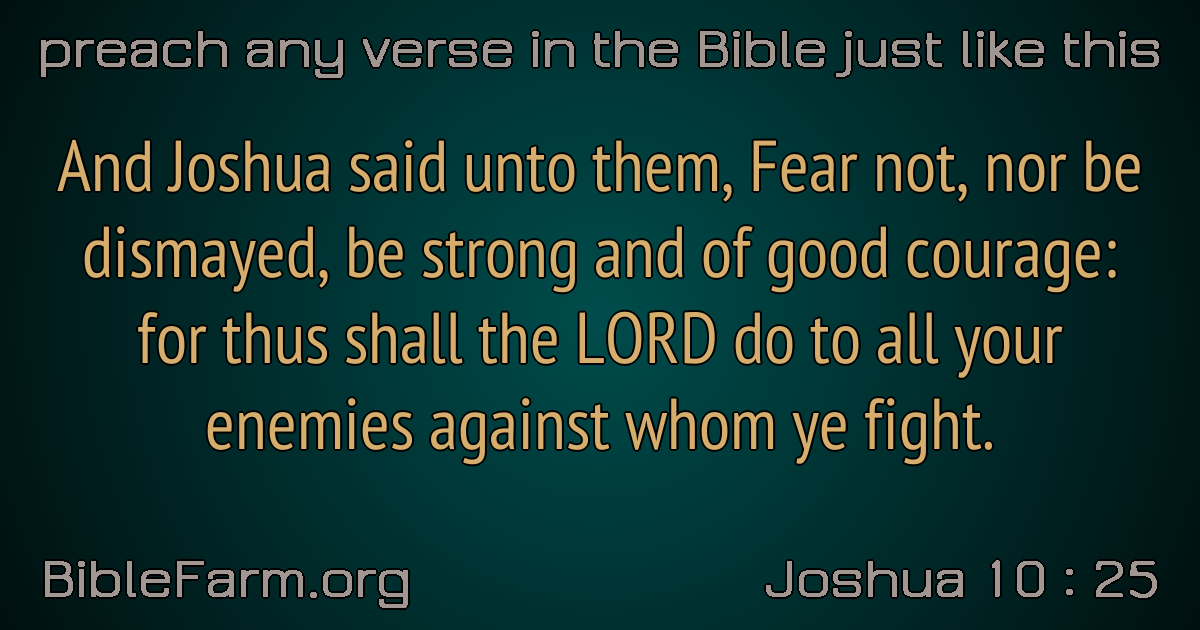 preach any verse in the Bible just like this
And Joshua said unto them, Fear not, nor be
dismayed, be strong and of good courage:
for thus shall the LORD do to all your
enemies against whom ye fight.
BibleFarm.org
Joshua 10 : 25